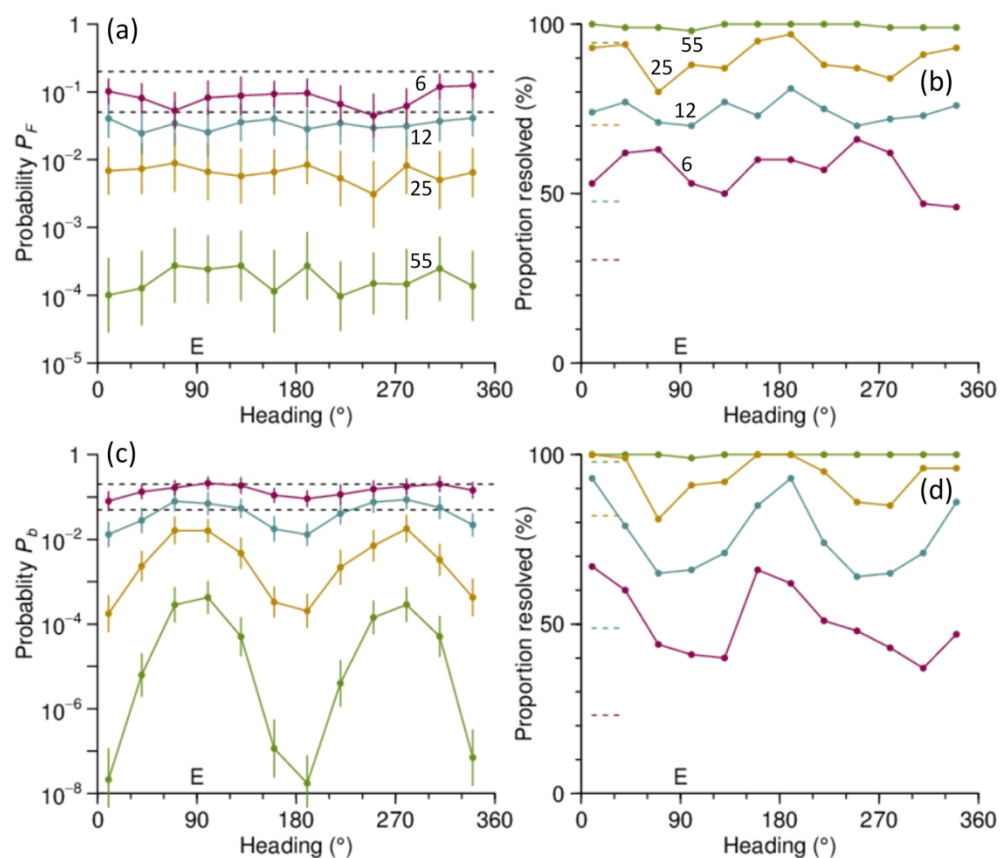 (a)
1
10⁻¹
10⁻²
10⁻³
10⁻⁴
10⁻⁵
Probability P_F
6
12
25
55
E
0 90 180 270 360
Heading (°)
(b)
100
50
0
Proportion resolved (%)
55
25
12
6
E
0 90 180 270 360
Heading (°)
(c)
1
10⁻²
10⁻⁴
10⁻⁶
10⁻⁸
Probablity P_b
E
0 90 180 270 360
Heading (°)
(d)
100
50
0
Proportion resolved (%)
E
0 90 180 270 360
Heading (°)